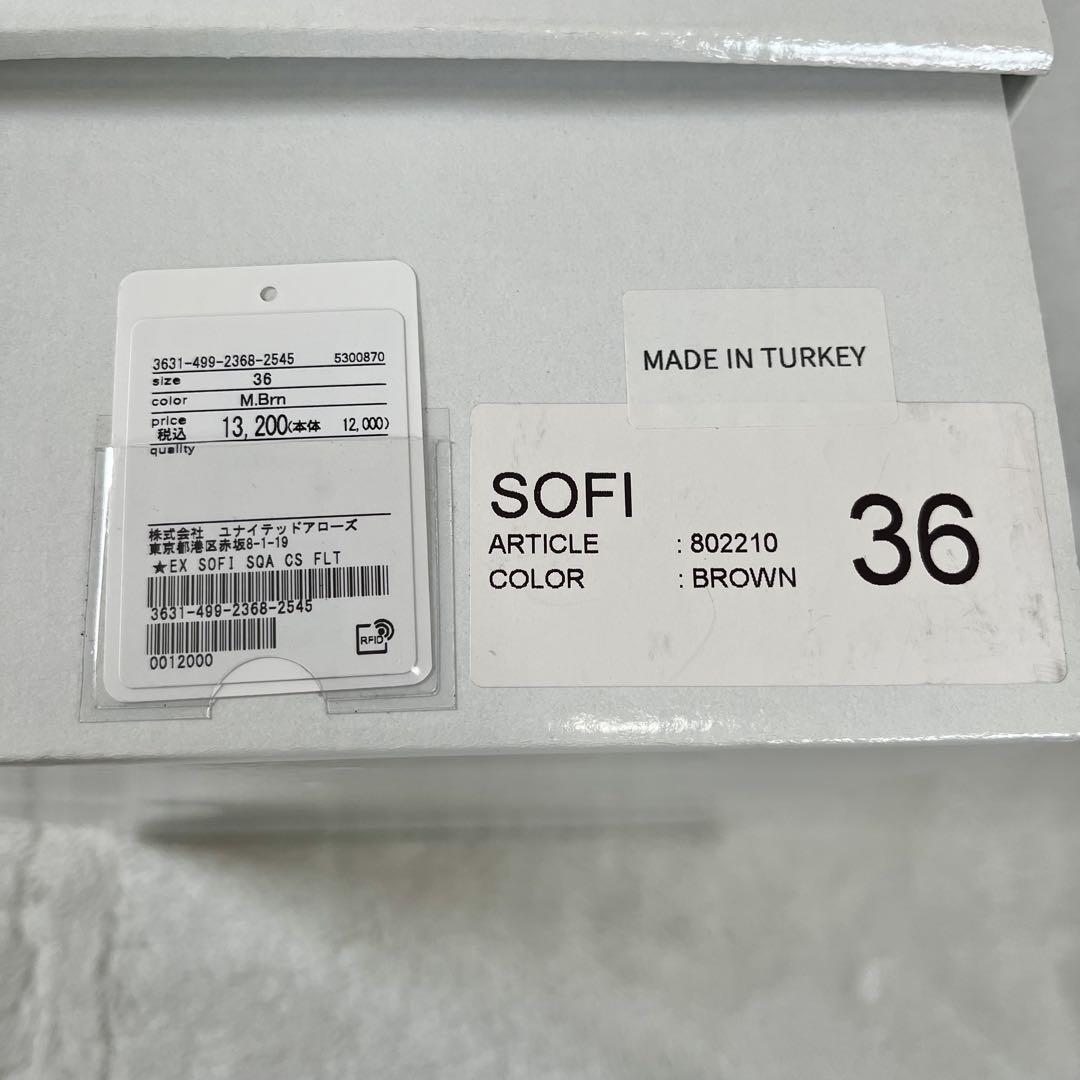 3631-499-2368-2545 5300870
size 36
color M.Brn
price
税込 13,200(本体 12,000)
quality
株式会社 ユナイテッドアローズ
東京都港区赤坂8-1-19
★EX SOFI SQA CS FLT
3631-499-2368-2545
0012000
RFID
MADE IN TURKEY
SOFI
ARTICLE : 802210
COLOR : BROWN
36